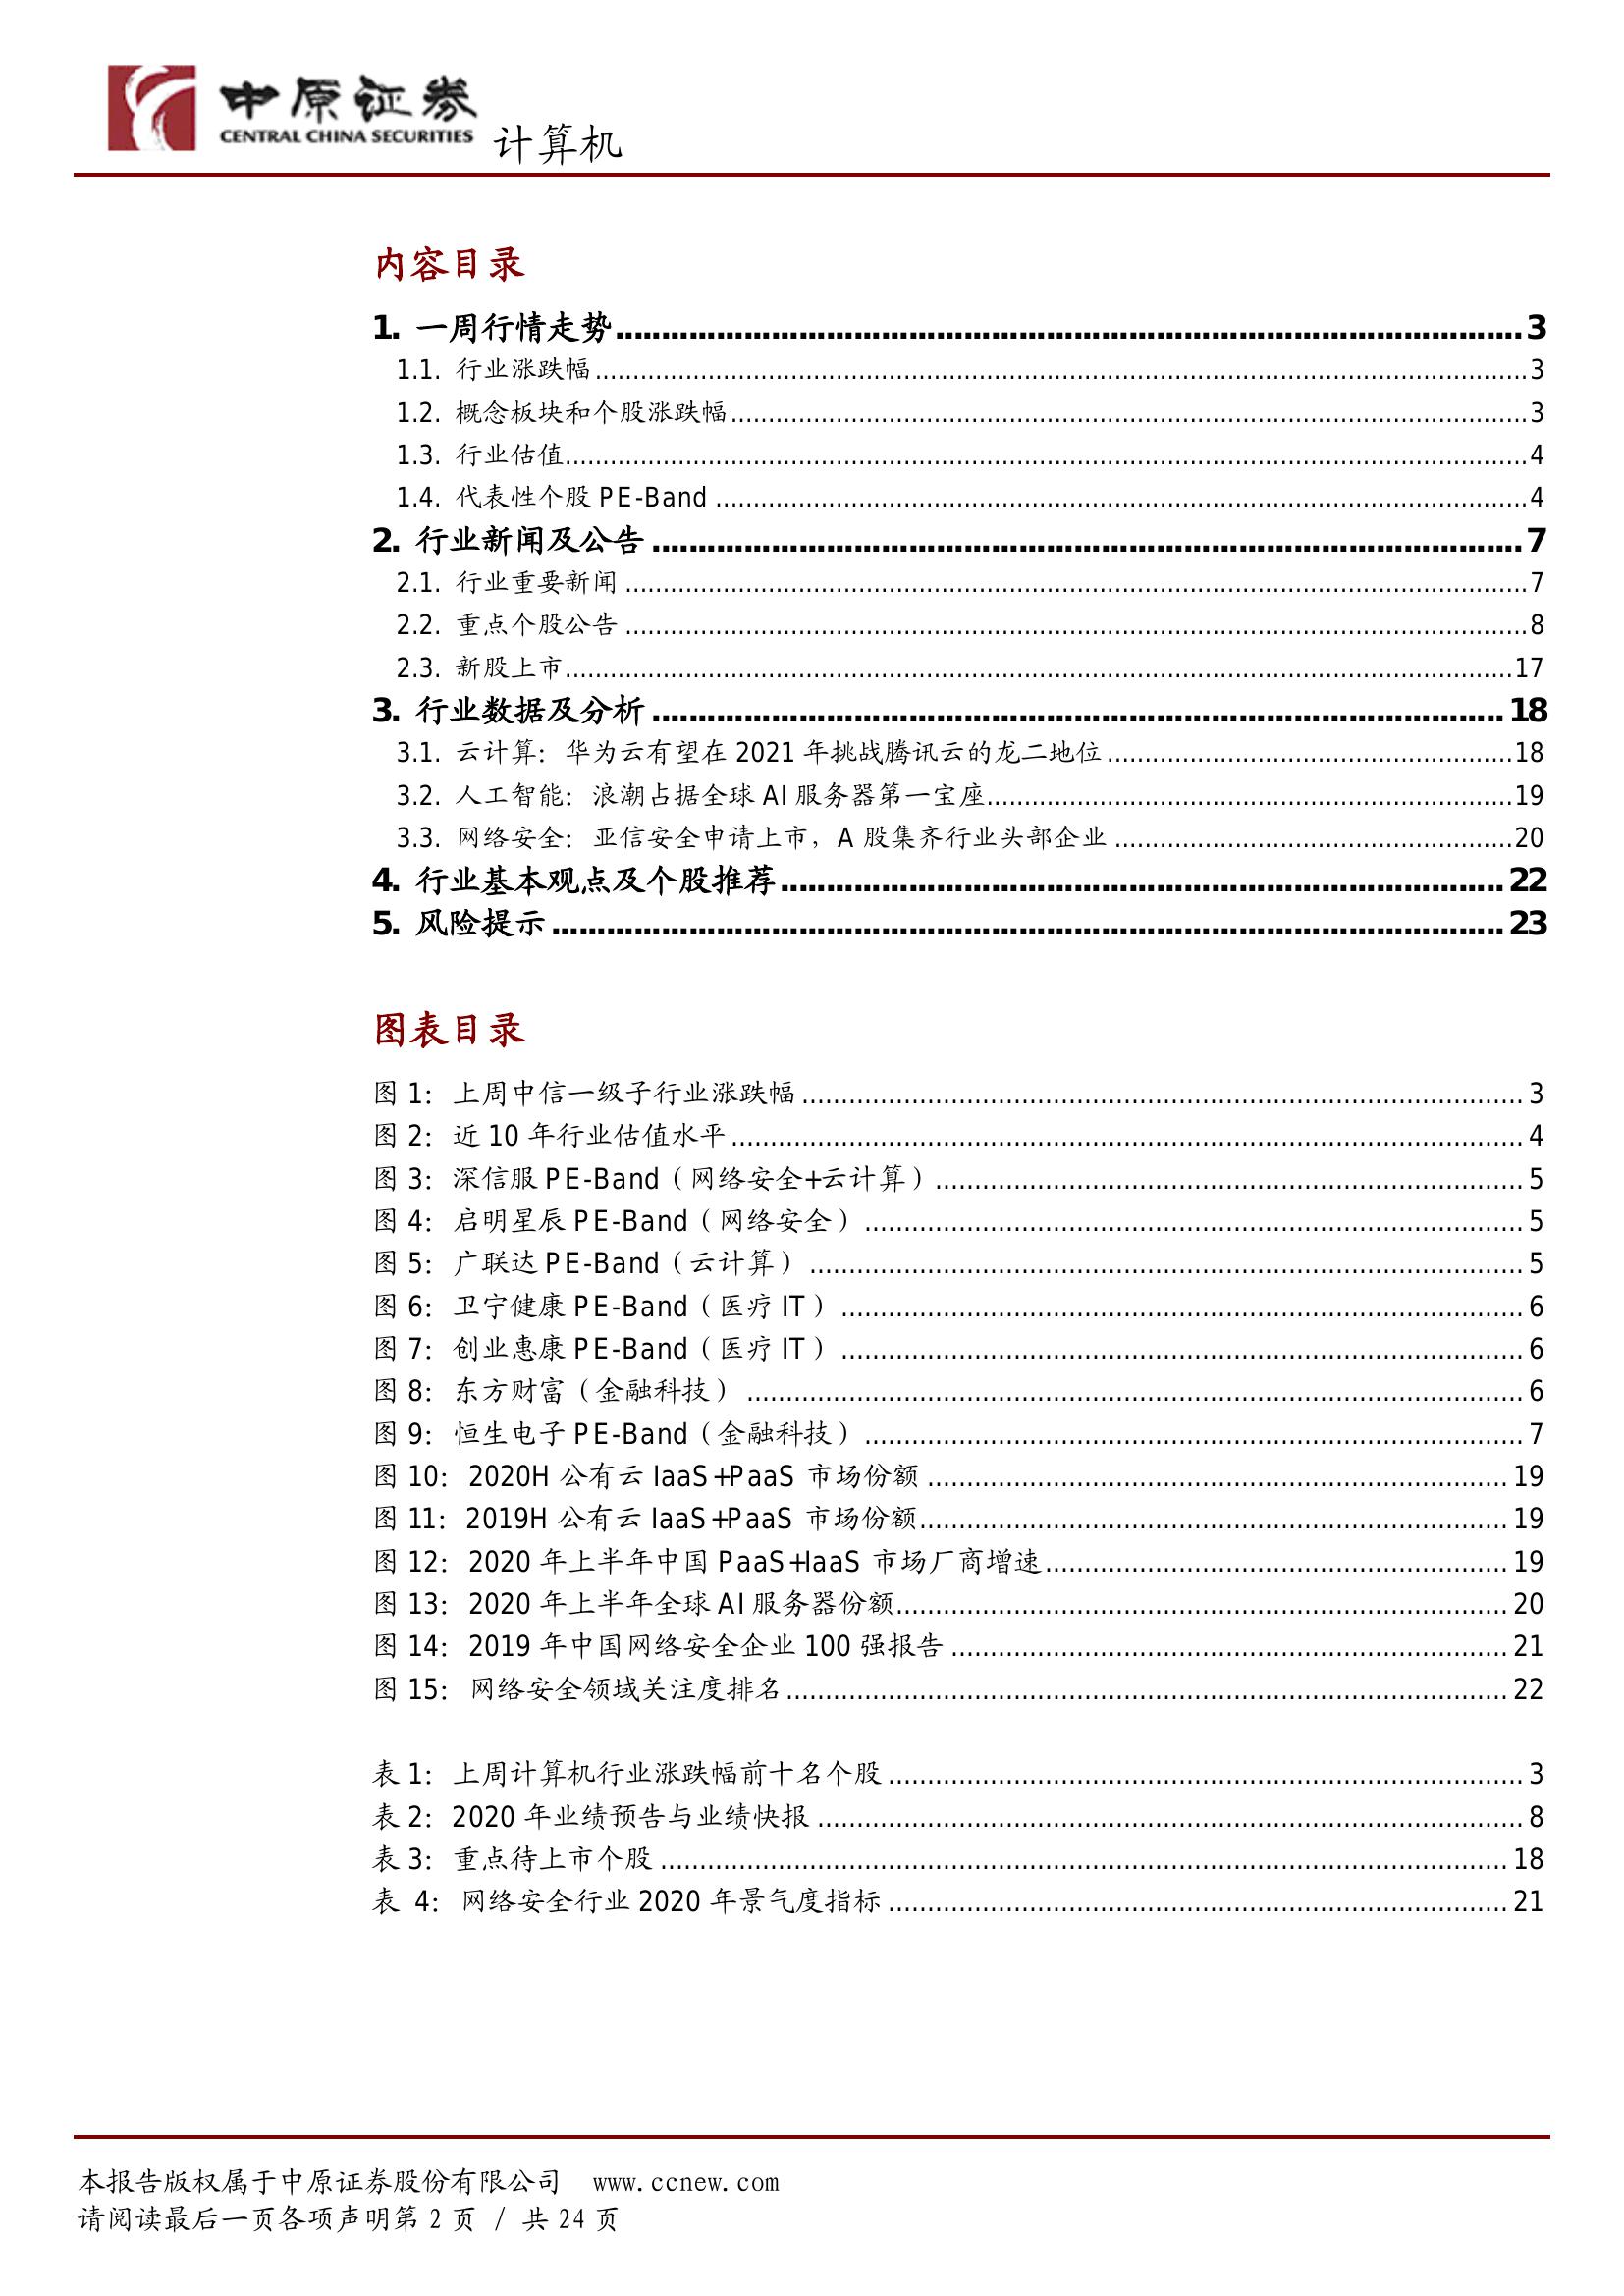 中原证券
CENTRAL CHINA SECURITIES
计算机
内容目录
1. 一周行情走势........................................3
1.1. 行业涨跌幅........................................3
1.2. 概念板块和个股涨跌幅........................................3
1.3. 行业估值........................................4
1.4. 代表性个股 PE-Band ........................................4
2. 行业新闻及公告 ........................................7
2.1. 行业重要新闻 ........................................7
2.2. 重点个股公告 ........................................8
2.3. 新股上市........................................17
3. 行业数据及分析 ........................................18
3.1. 云计算：华为云有望在 2021 年挑战腾讯云的龙二地位........................................18
3.2. 人工智能：浪潮占据全球 AI 服务器第一宝座........................................19
3.3. 网络安全：亚信安全申请上市，A 股集齐行业头部企业 ........................................20
4. 行业基本观点及个股推荐........................................22
5. 风险提示 ........................................23
图表目录
图 1：上周中信一级子行业涨跌幅 ........................................3
图 2：近 10 年行业估值水平........................................4
图 3：深信服 PE-Band（网络安全+云计算）........................................5
图 4：启明星辰 PE-Band（网络安全）........................................5
图 5：广联达 PE-Band（云计算）........................................5
图 6：卫宁健康 PE-Band（医疗 IT）........................................6
图 7：创业惠康 PE-Band（医疗 IT）........................................6
图 8：东方财富（金融科技）........................................6
图 9：恒生电子 PE-Band（金融科技）........................................7
图 10：2020H 公有云 IaaS+PaaS 市场份额 ........................................19
图 11：2019H 公有云 IaaS+PaaS 市场份额........................................19
图 12：2020 年上半年中国 PaaS+IaaS 市场厂商增速........................................19
图 13：2020 年上半年全球 AI 服务器份额........................................20
图 14：2019 年中国网络安全企业 100 强报告 ........................................21
图 15：网络安全领域关注度排名........................................22
表 1：上周计算机行业涨跌幅前十名个股........................................3
表 2：2020 年业绩预告与业绩快报 ........................................8
表 3：重点待上市个股 ........................................18
表 4：网络安全行业 2020 年景气度指标 ........................................21
本报告版权属于中原证券股份有限公司 www.ccnew.com
请阅读最后一页各项声明第 2 页 / 共 24 页